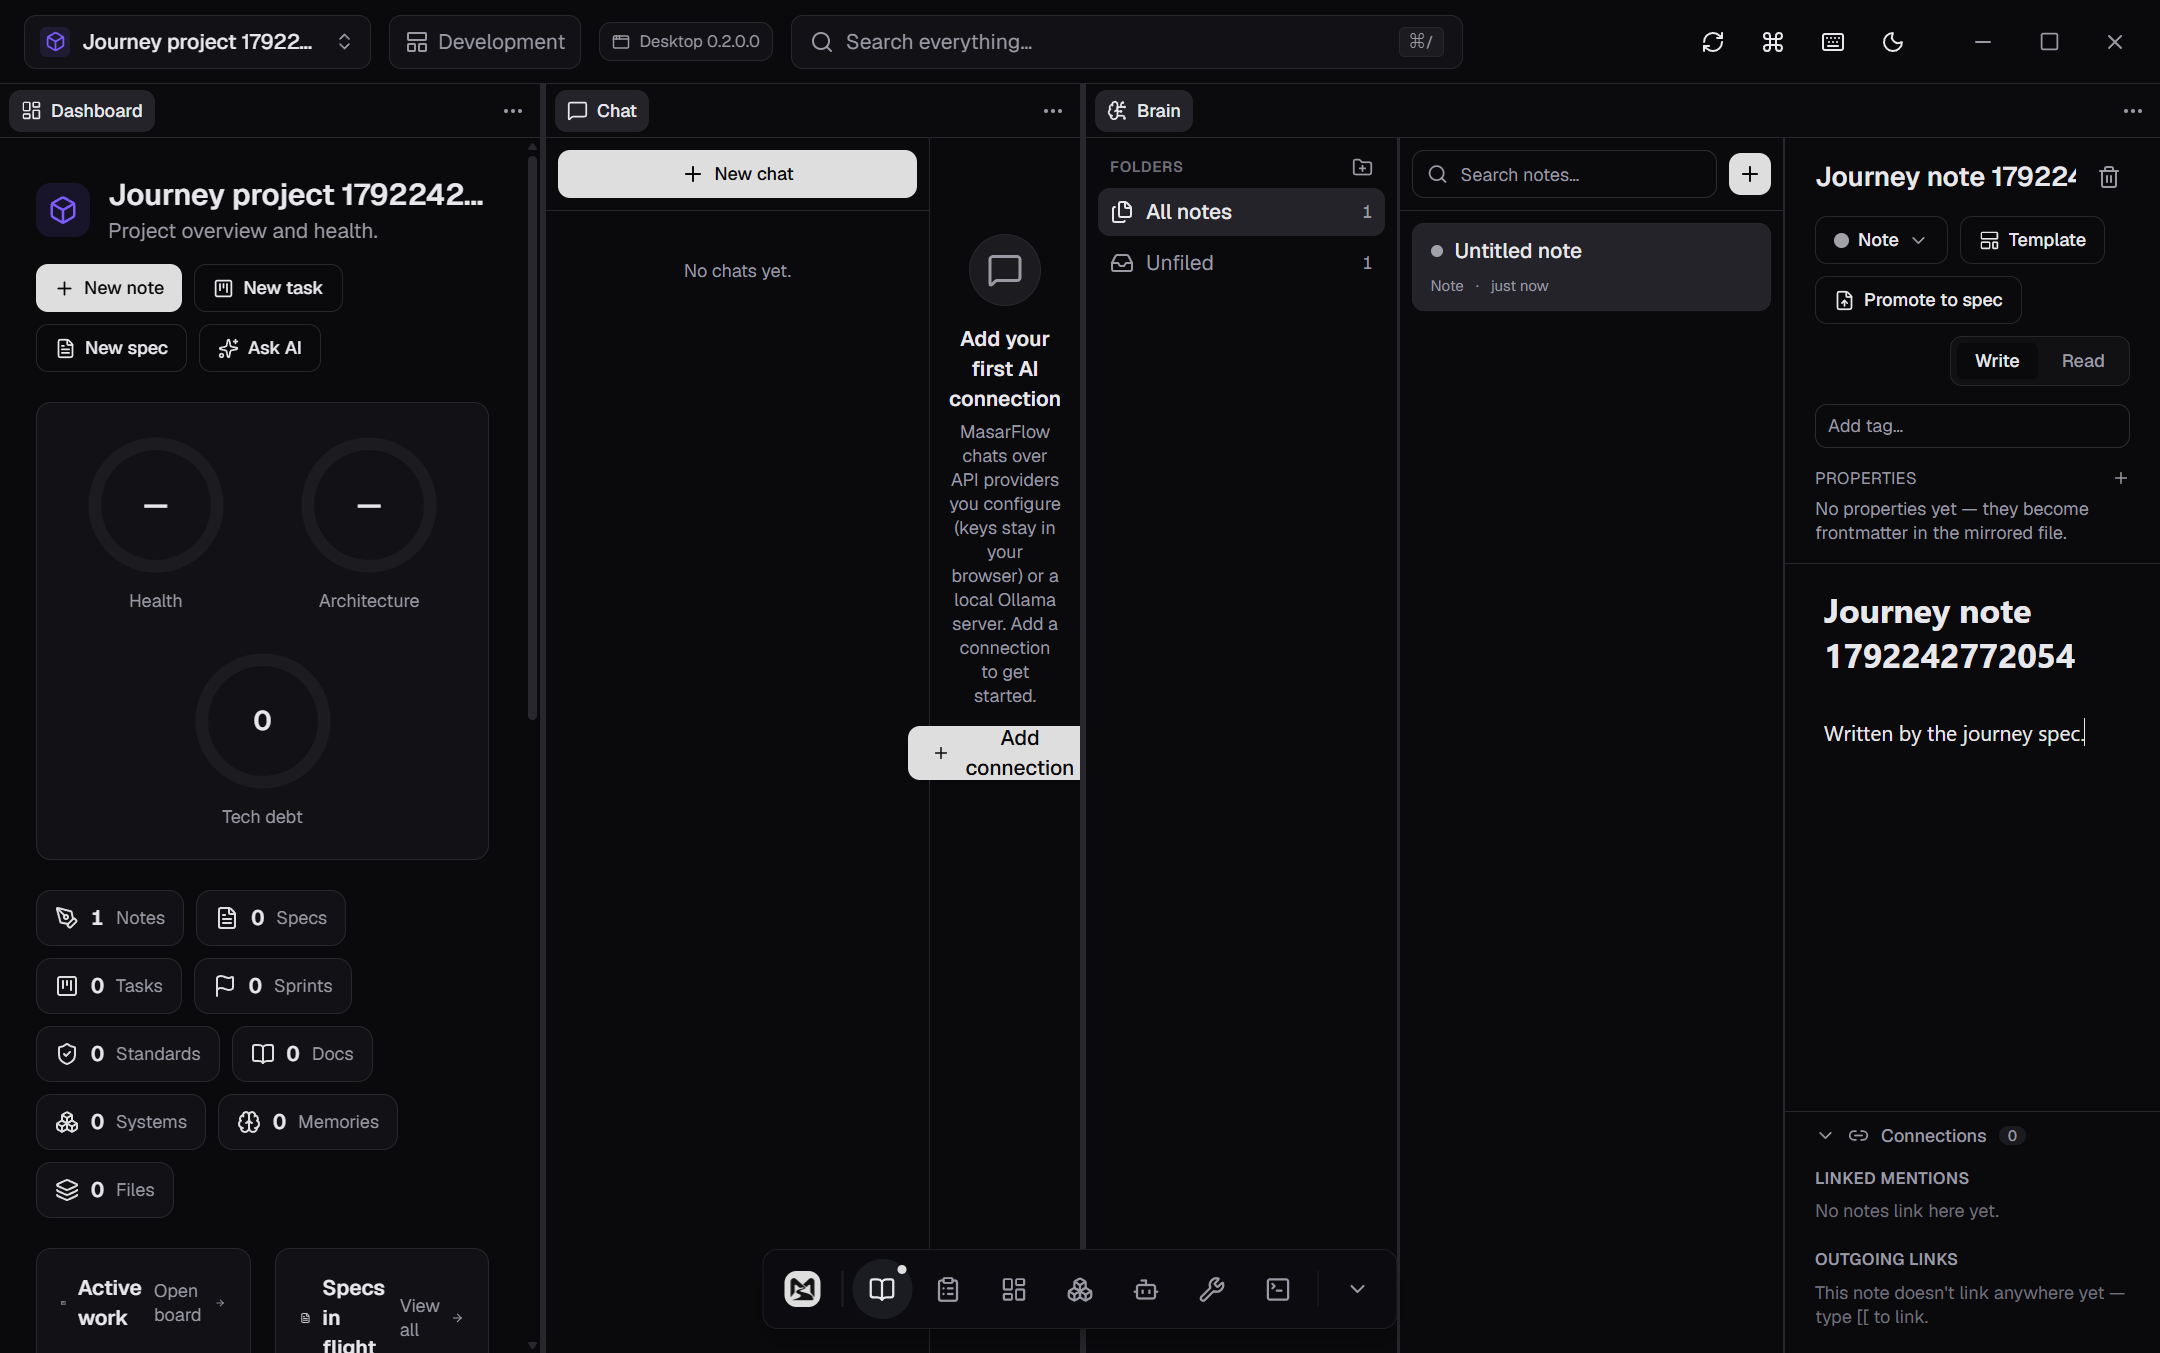 Journey project 17922...
Development
Desktop 0.2.0.0
Search everything...
⌘/
Dashboard
Journey project 1792242...
Project overview and health.
New note
New task
New spec
Ask AI
—
Health
—
Architecture
0
Tech debt
1 Notes
0 Specs
0 Tasks
0 Sprints
0 Standards
0 Docs
0 Systems
0 Memories
0 Files
Active
work
Open
board
Specs
in
flight
View
all
Chat
New chat
No chats yet.
Add your
first AI
connection
MasarFlow
chats over
API providers
you configure
(keys stay in
your
browser) or a
local Ollama
server. Add a
connection
to get
started.
Add
connection
Brain
FOLDERS
All notes 1
Unfiled 1
Search notes...
Untitled note
Note · just now
Journey note 179224
Note
Template
Promote to spec
Write
Read
Add tag...
PROPERTIES
No properties yet — they become
frontmatter in the mirrored file.
Journey note
1792242772054
Written by the journey spec.
Connections 0
LINKED MENTIONS
No notes link here yet.
OUTGOING LINKS
This note doesn't link anywhere yet —
type [[ to link.